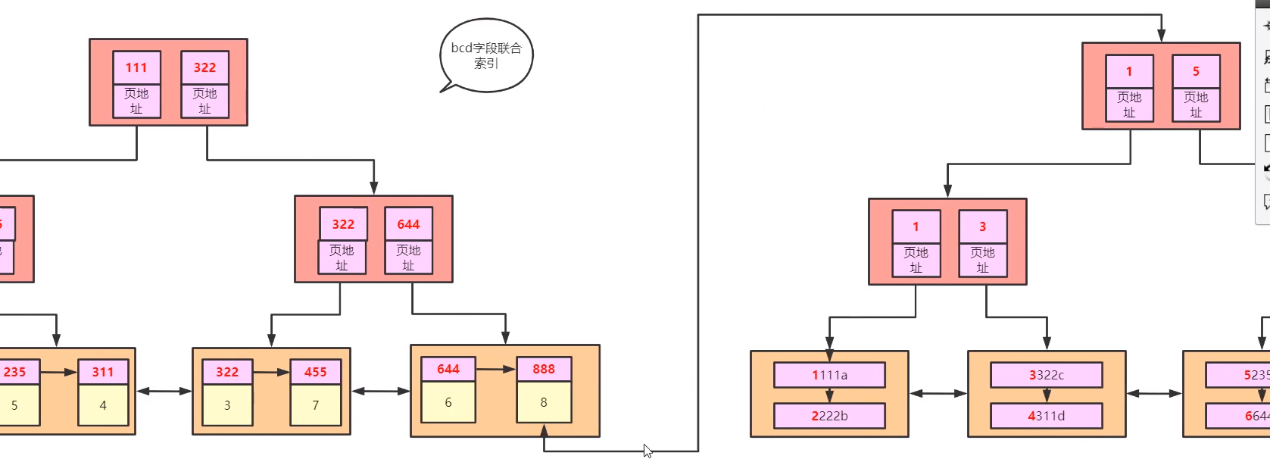 bcd字段联合
索引
111 322
页地
址
页地
址
322 644
页地
址
页地
址
235 311
5 4
322 455
3 7
644 888
6 8
1 5
页地
址
页地
址
1 3
页地
址
页地
址
1111a
2222b
3322c
4311d
5235